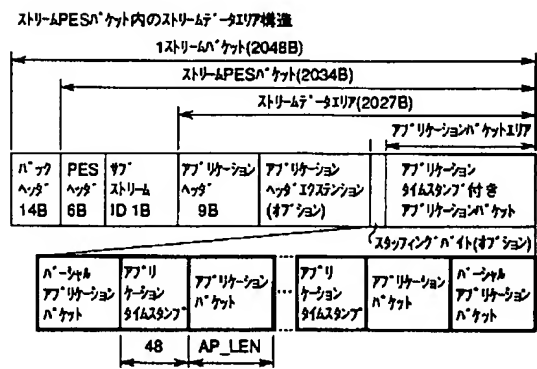 ストリームPESパケット内のストリームデータエリア構造
1ストリームパケット(2048B)
ストリームPESパケット(2034B)
ストリームデータエリア(2027B)
アプリケーションパケットエリア
パック
ヘッダ
14B
PES
ヘッダ
6B
サブ
ストリーム
ID 1B
アプリケーション
ヘッダ
9B
アプリケーション
ヘッダエクステンション
(オプション)
アプリケーション
タイムスタンプ付き
アプリケーションパケット
スタッフィングバイト(オプション)
パーシャル
アプリケーション
パケット
アプリ
ケーション
タイムスタンプ
アプリケーション
パケット
…
アプリ
ケーション
タイムスタンプ
アプリケーション
パケット
パーシャル
アプリケーション
パケット
48
AP_LEN